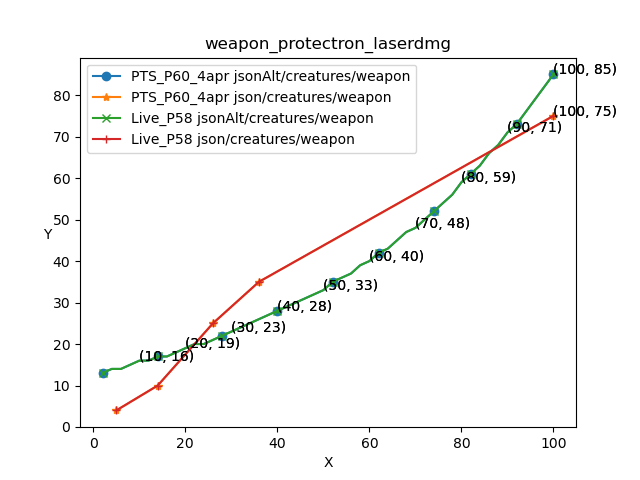 weapon_protectron_laserdmg
PTS_P60_4apr jsonAlt/creatures/weapon
PTS_P60_4apr json/creatures/weapon
Live_P58 jsonAlt/creatures/weapon
Live_P58 json/creatures/weapon
(100, 85)
(100, 75)
(90, 71)
(80, 59)
(70, 48)
(60, 40)
(50, 33)
(40, 28)
(30, 23)
(20, 19)
(10, 16)
Y
80
70
60
50
40
30
20
10
0
0 20 40 60 80 100
X